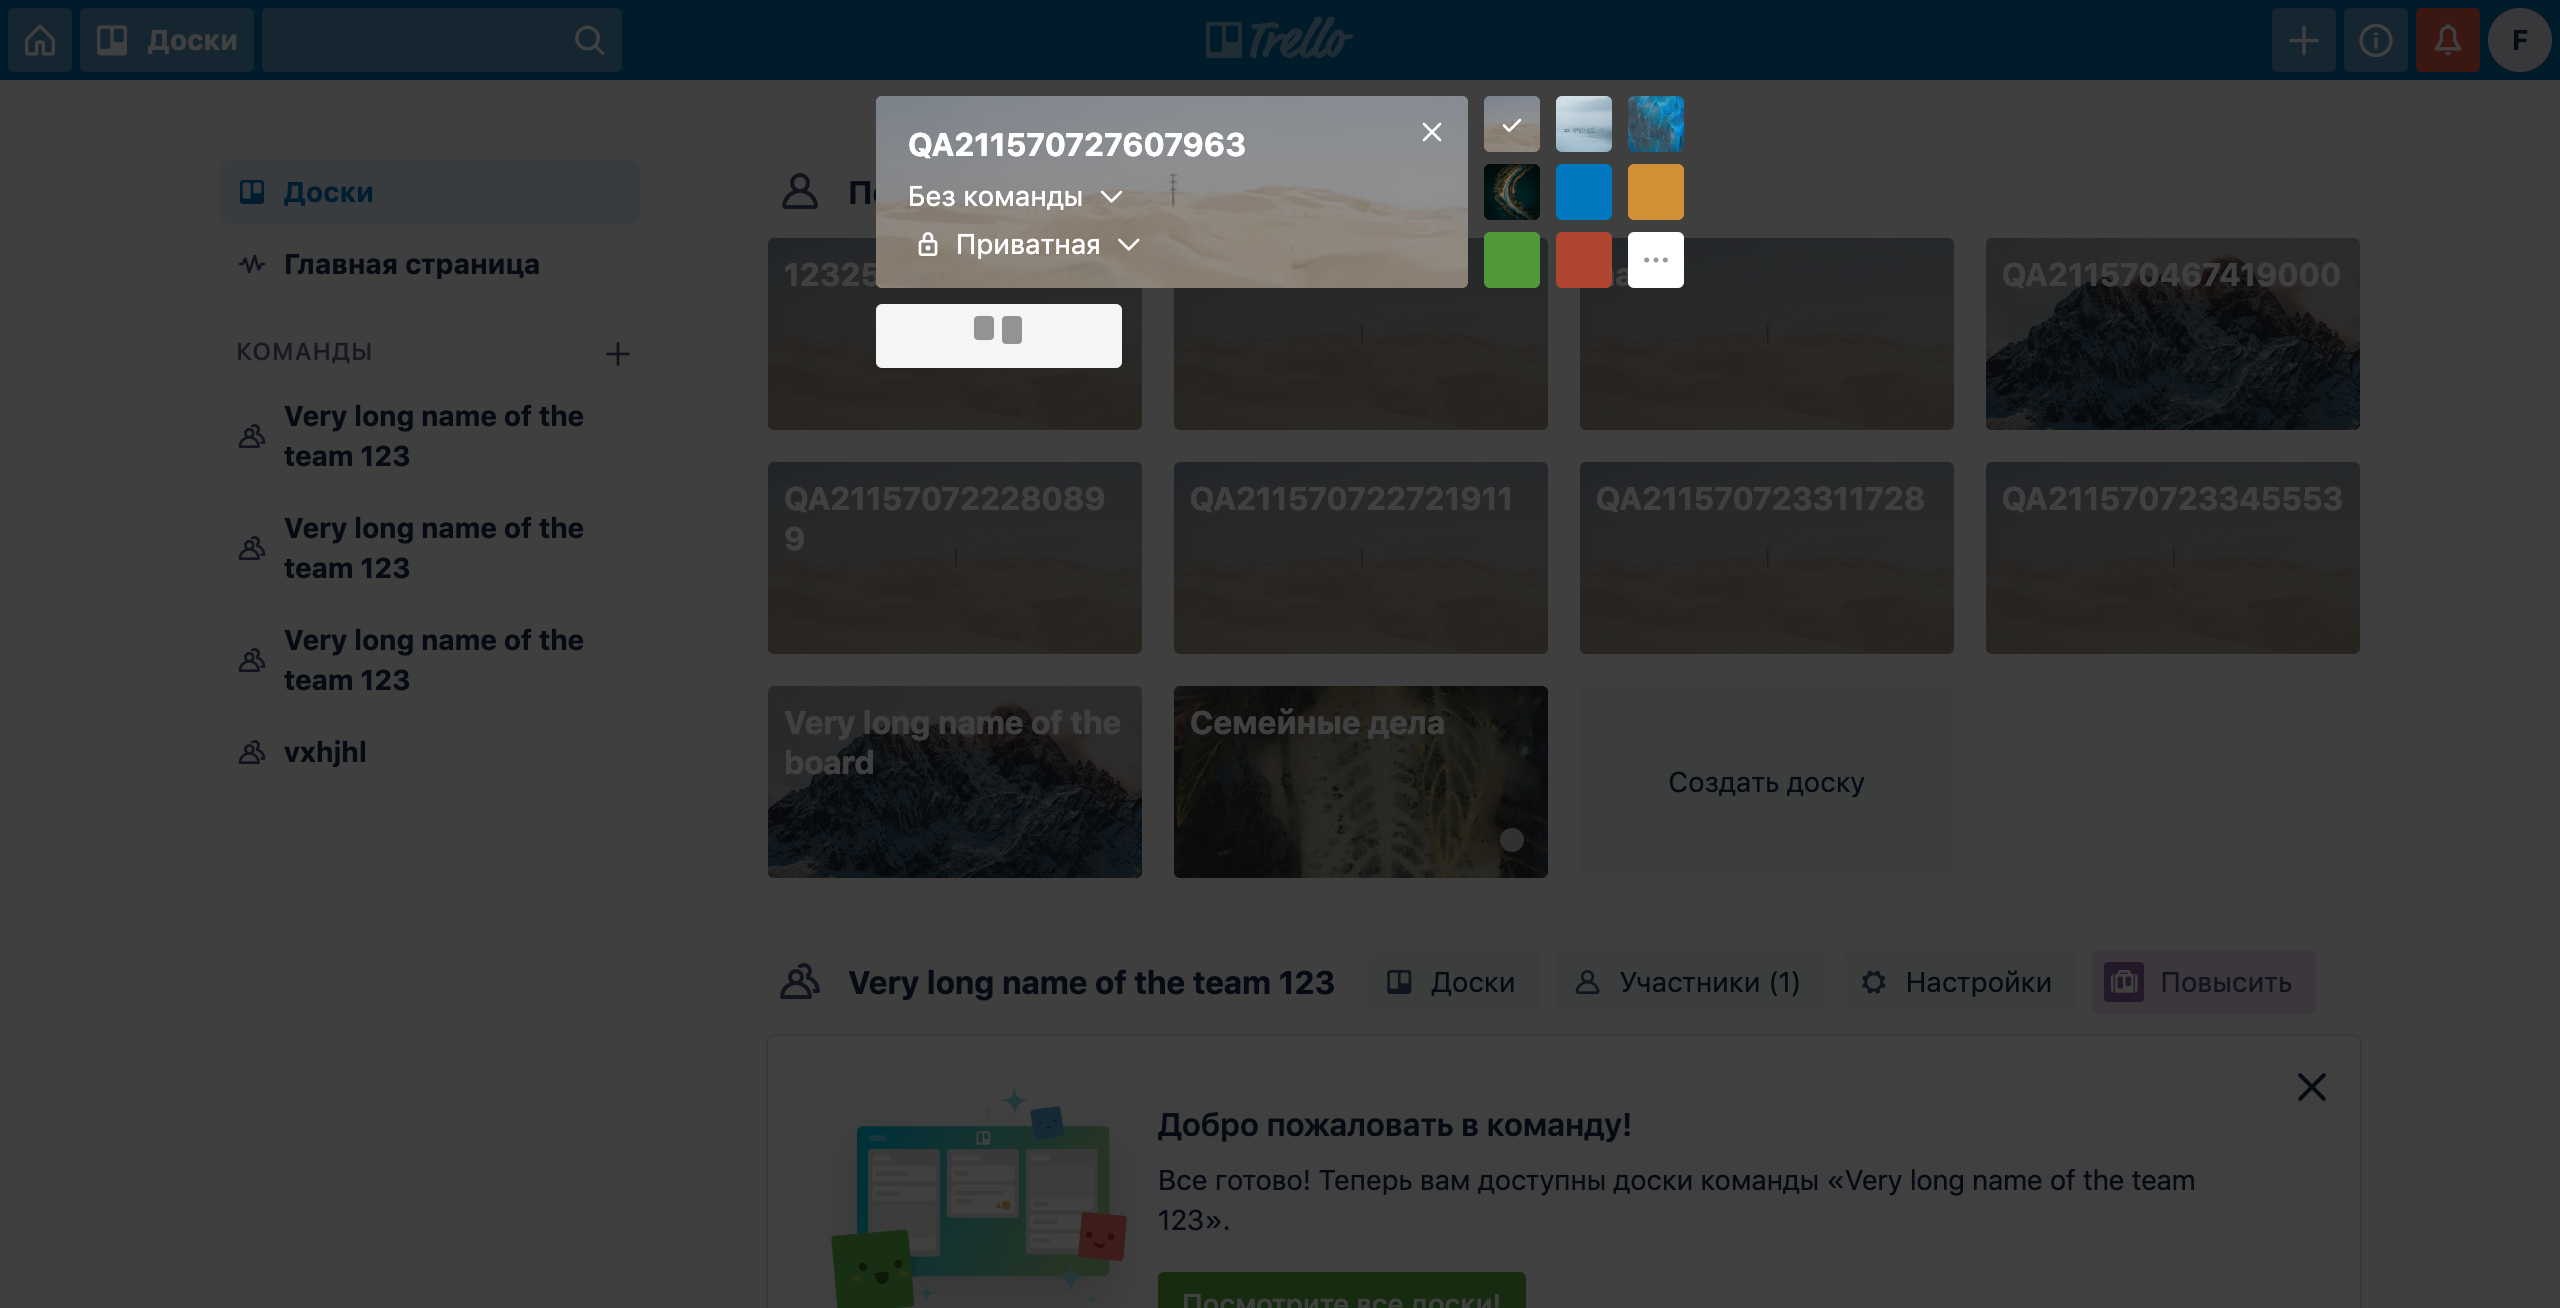 Доски
Trello
F
QA211570727607963
Без команды
Приватная
Доски
Главная страница
КОМАНДЫ
Very long name of the
team 123
Very long name of the
team 123
Very long name of the
team 123
vxhjhl
QA211570467419000
QA21157072228089
9
QA211570722721911
QA211570723311728
QA211570723345553
Very long name of the
board
Семейные дела
Создать доску
Very long name of the team 123
Доски
Участники (1)
Настройки
Повысить
Добро пожаловать в команду!
Все готово! Теперь вам доступны доски команды «Very long name of the team
123».
Посмотрите все доски!